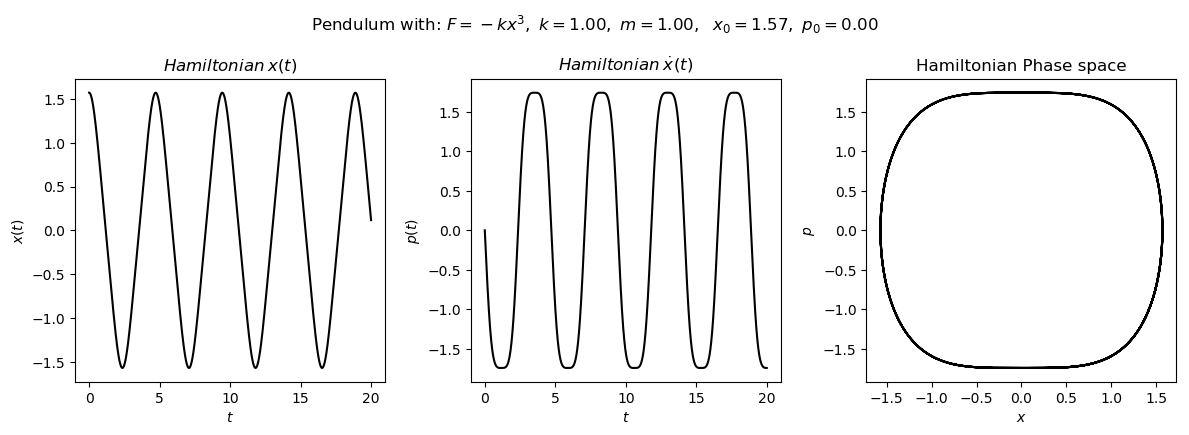 Pendulum with: F = −kx³, k = 1.00, m = 1.00, x₀ = 1.57, p₀ = 0.00
Hamiltonian x(t)
1.5
1.0
0.5
0.0
−0.5
−1.0
−1.5
x(t)
0 5 10 15 20
t
Hamiltonian ẋ(t)
1.5
1.0
0.5
0.0
−0.5
−1.0
−1.5
p(t)
0 5 10 15 20
t
Hamiltonian Phase space
1.5
1.0
0.5
0.0
−0.5
−1.0
−1.5
p
−1.5 −1.0 −0.5 0.0 0.5 1.0 1.5
x